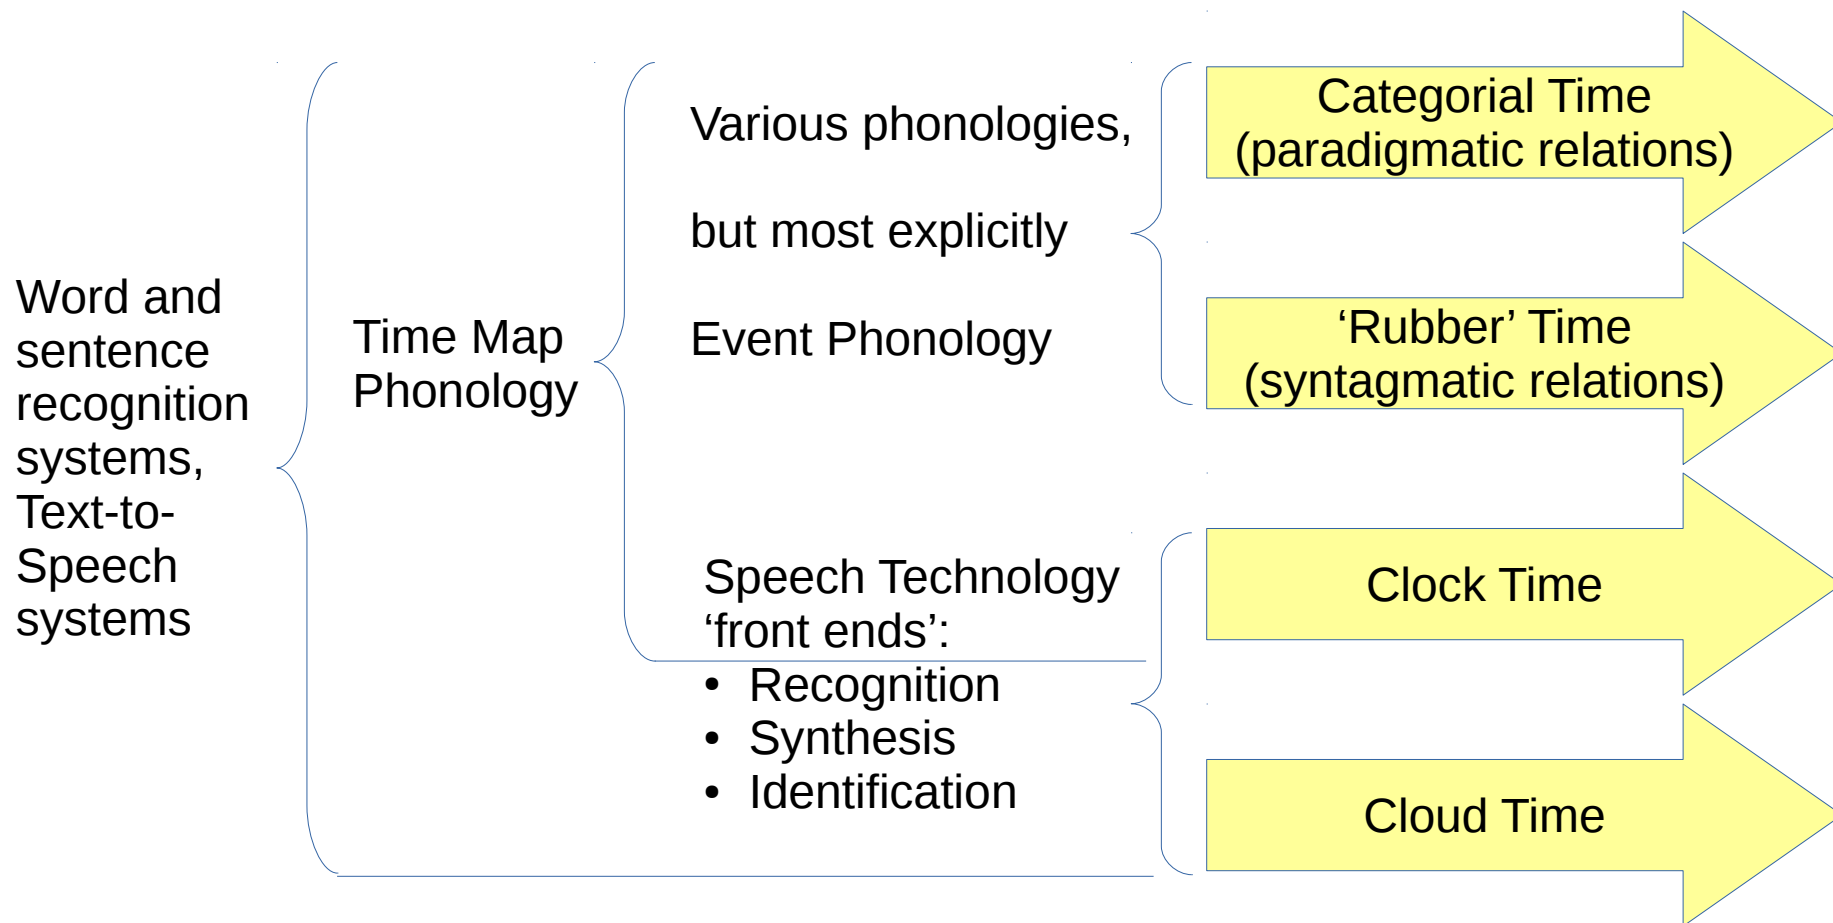 Word and
sentence
recognition
systems,
Text-to-
Speech
systems
Time Map
Phonology
Various phonologies,
but most explicitly
Event Phonology
Speech Technology
‘front ends’:
• Recognition
• Synthesis
• Identification
Categorial Time
(paradigmatic relations)
‘Rubber’ Time
(syntagmatic relations)
Clock Time
Cloud Time